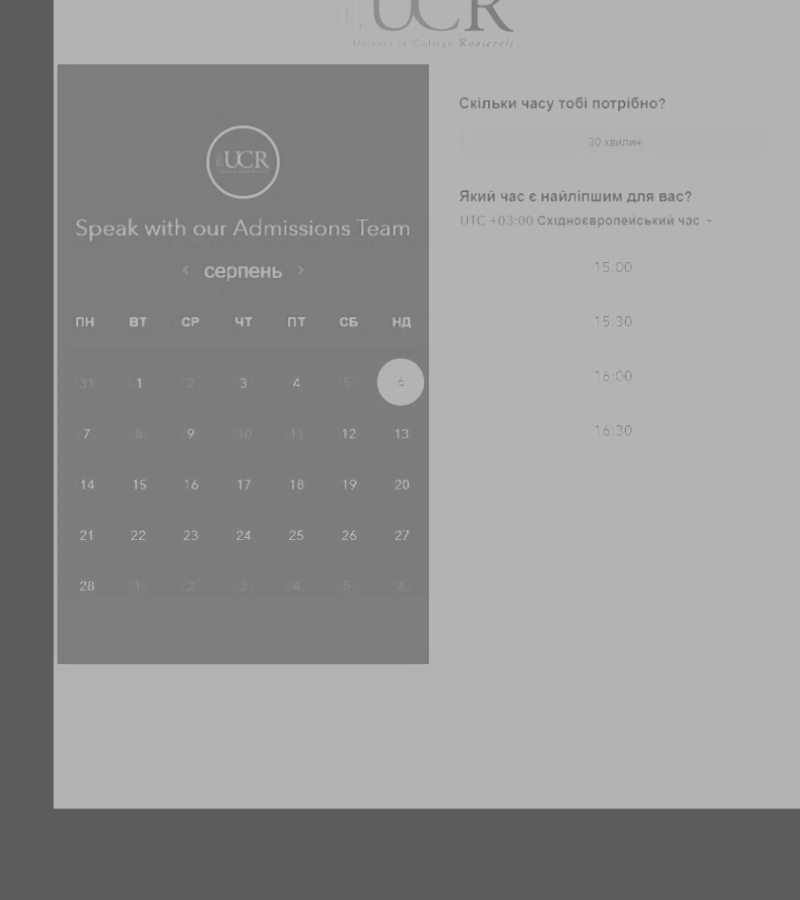 UCR
University College Roosevelt
UCR
Speak with our Admissions Team
< серпень >
ПН ВТ СР ЧТ ПТ СБ НД
31 1 2 3 4 5 6
7 8 9 10 11 12 13
14 15 16 17 18 19 20
21 22 23 24 25 26 27
28 1 2 3 4 5 6
Скільки часу тобі потрібно?
30 хвилин
Який час є найліпшим для вас?
UTC +03:00 Східноєвропейський час
15:00
15:30
16:00
16:30